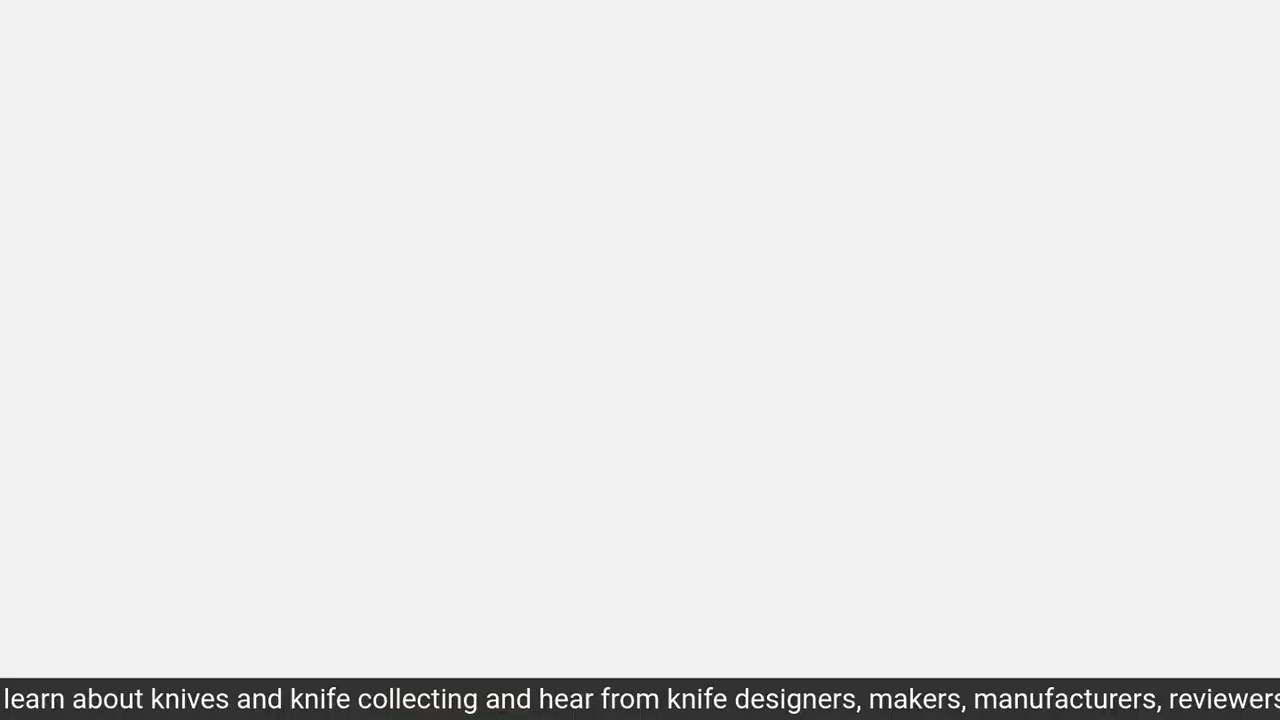 learn about knives and knife collecting and hear from knife designers, makers, manufacturers, reviewers